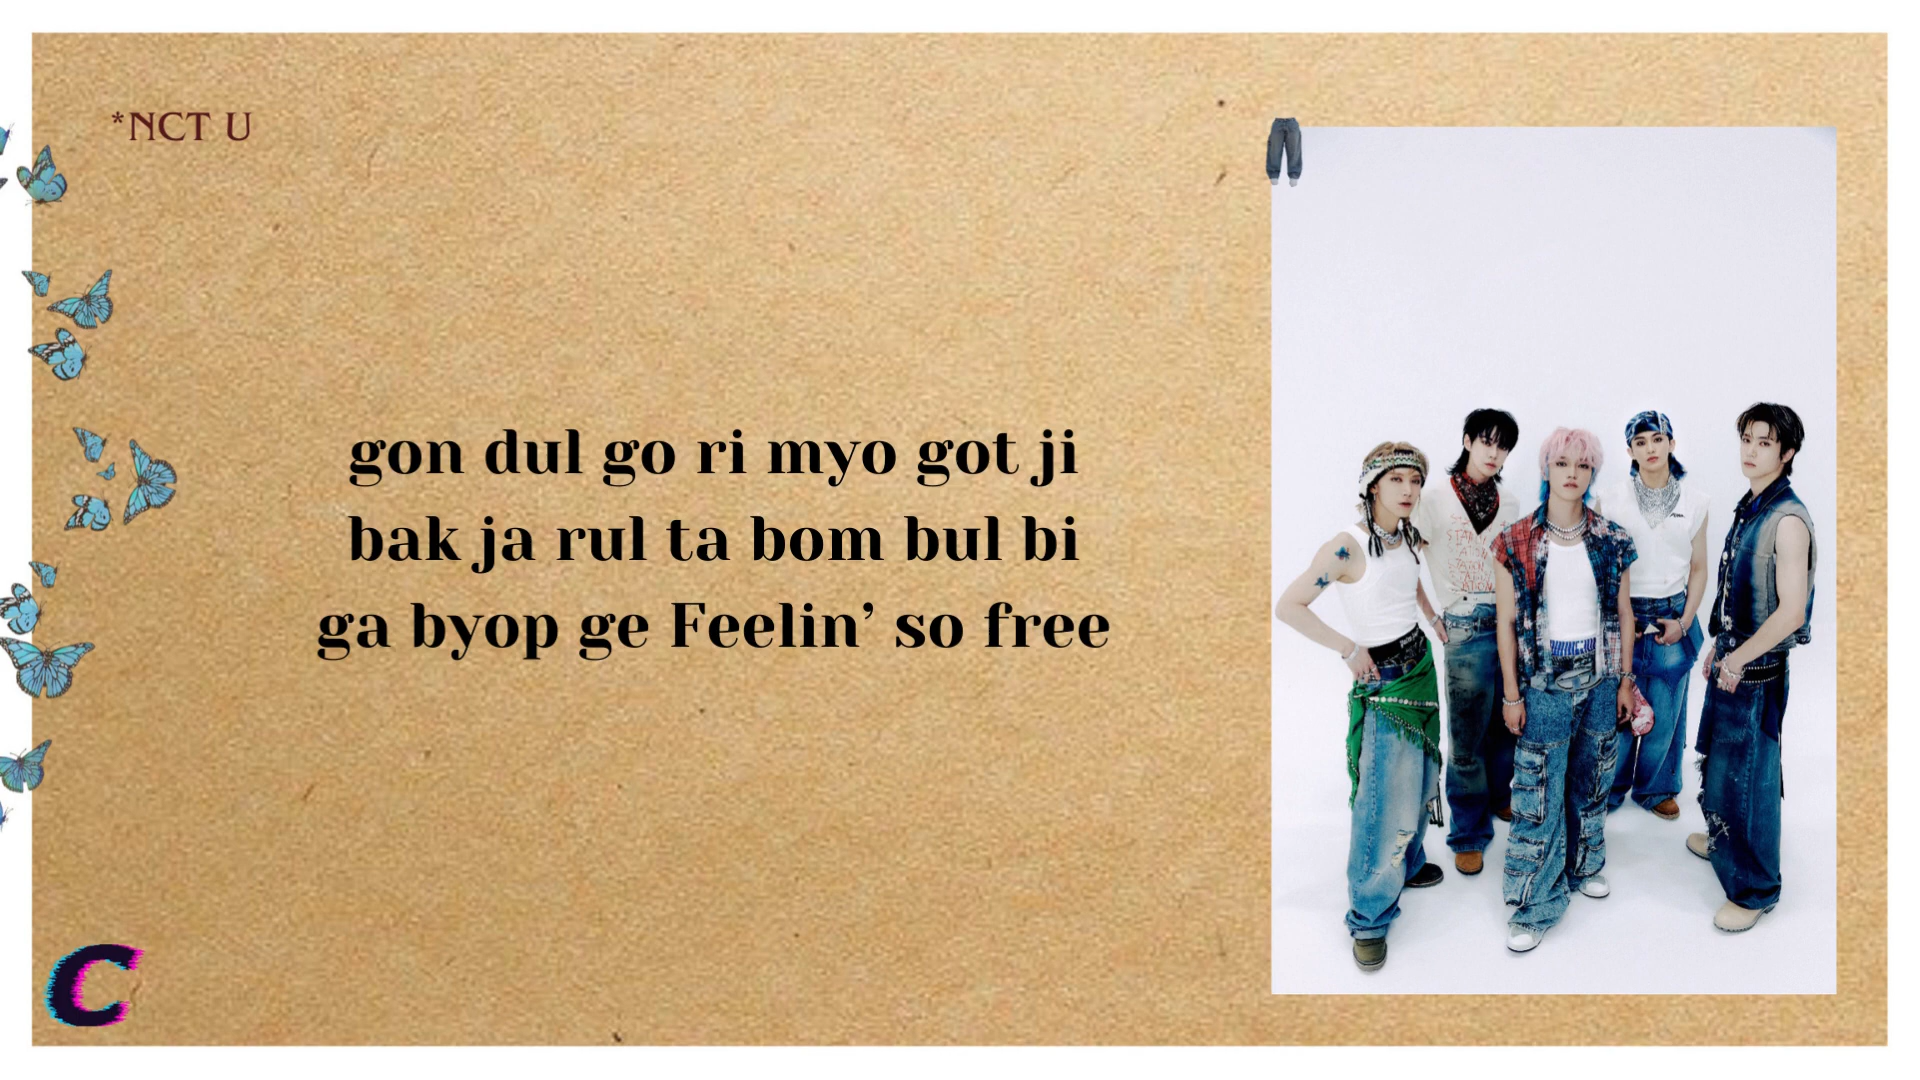 *NCT U
gon dul go ri myo got ji
bak ja rul ta bom bul bi
ga byop ge Feelin’ so free
C